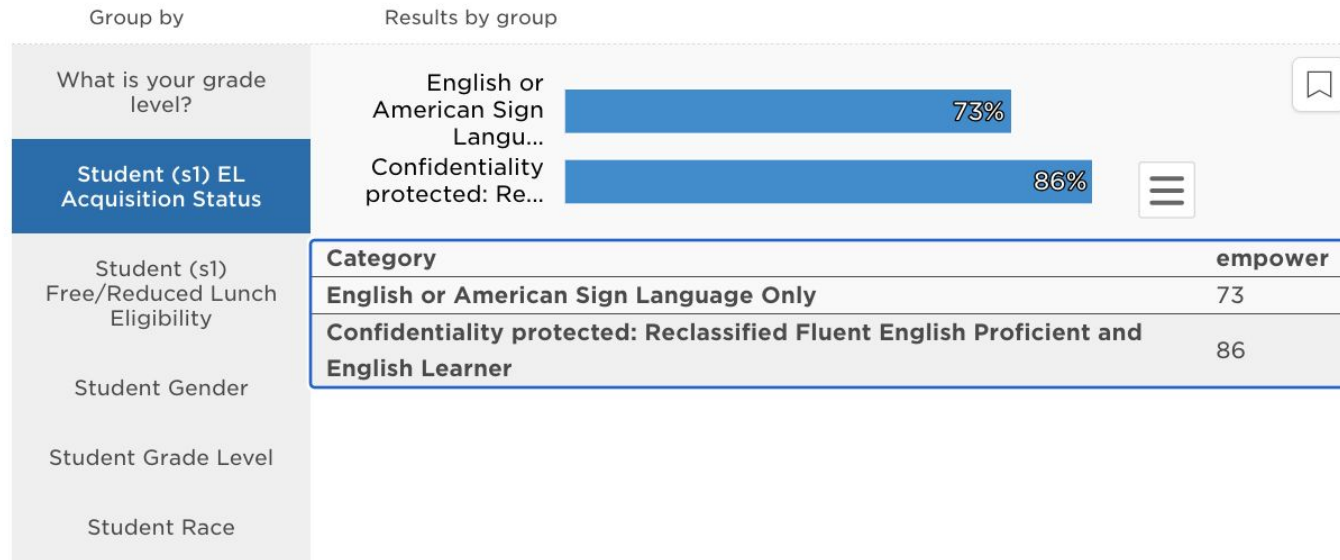 Group by
Results by group
What is your grade
level?
Student (s1) EL
Acquisition Status
Student (s1)
Free/Reduced Lunch
Eligibility
Student Gender
Student Grade Level
Student Race
English or
American Sign
Langu...
73%
Confidentiality
protected: Re...
86%
Category empower
English or American Sign Language Only 73
Confidentiality protected: Reclassified Fluent English Proficient and
English Learner 86